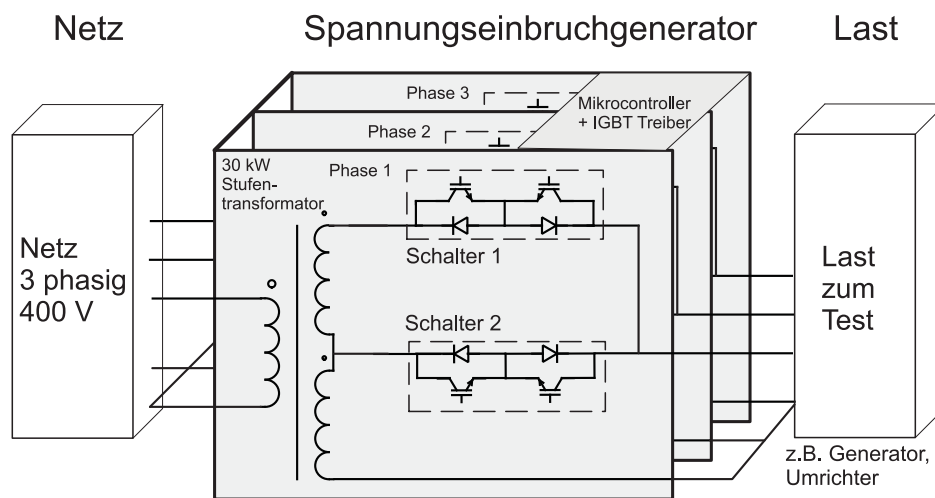 Netz
Spannungseinbruchgenerator
Last
Phase 3
Mikrocontroller
+ IGBT Treiber
Phase 2
30 kW
Stufen-
transformator
Phase 1
Schalter 1
Netz
3 phasig
400 V
Last
zum
Test
Schalter 2
z.B. Generator,
Umrichter